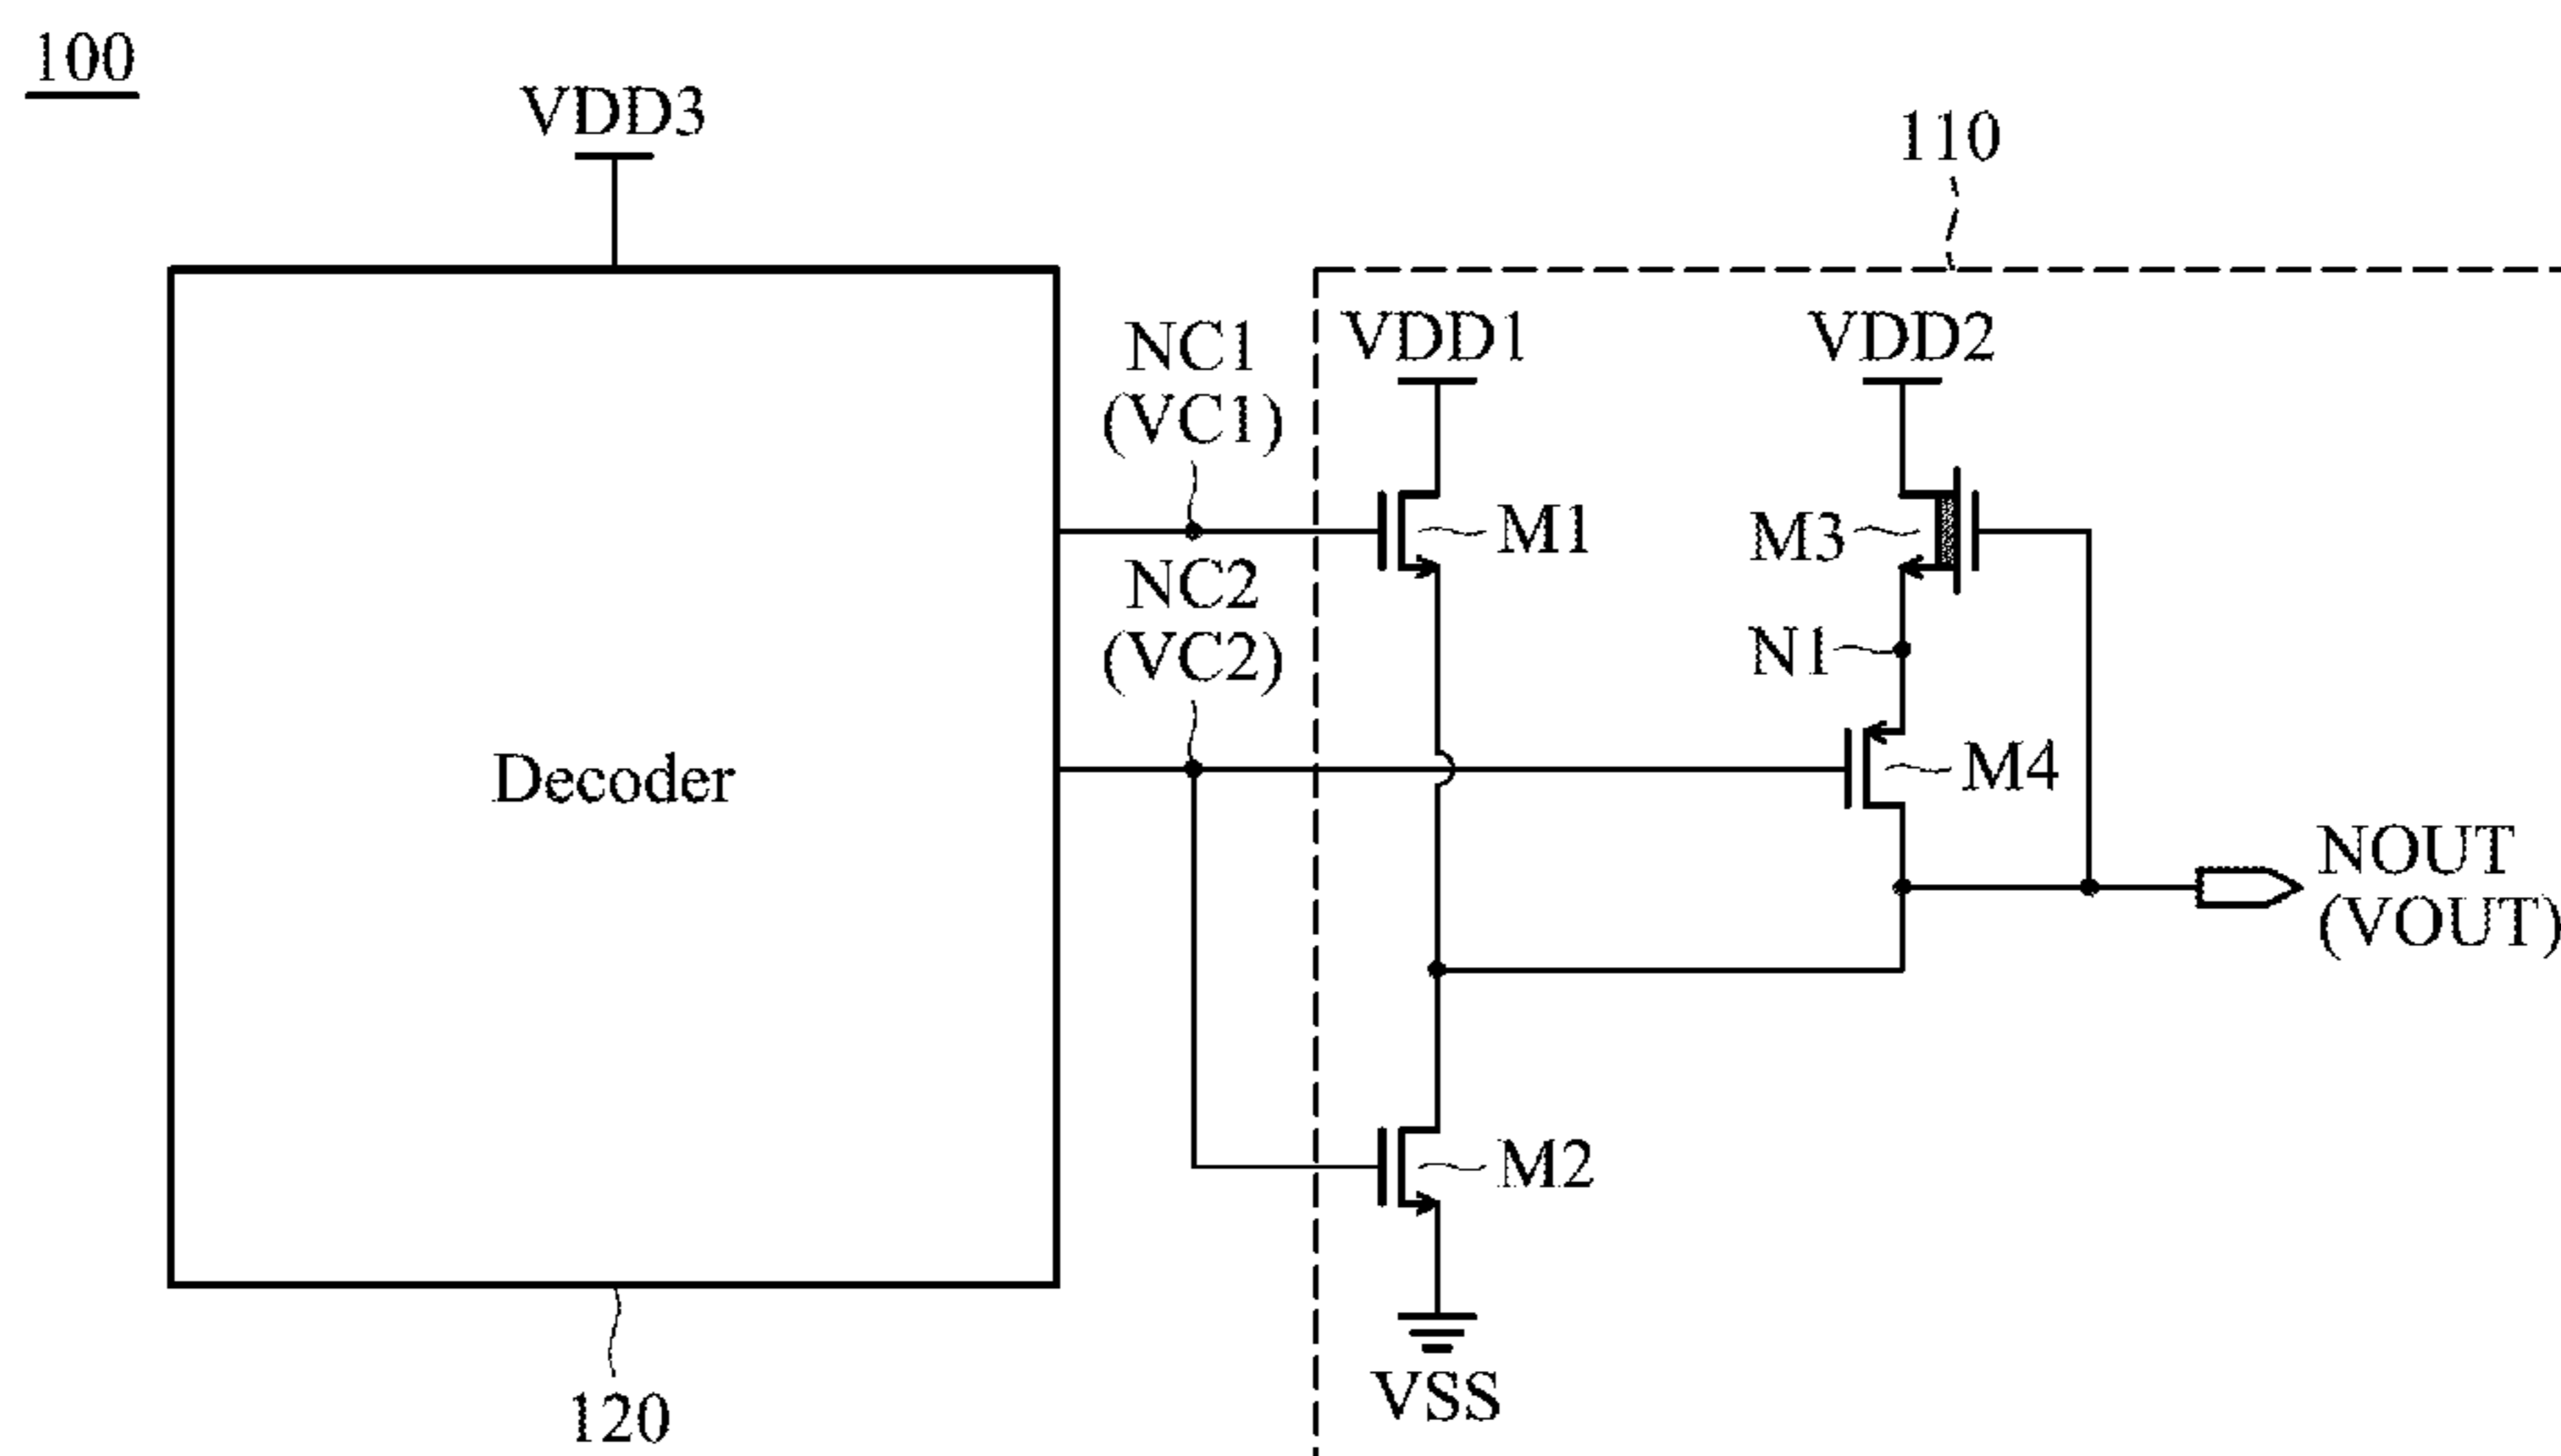 100
VDD3
110
NC1
(VC1)
VDD1
VDD2
M1
M3
NC2
(VC2)
N1
Decoder
M4
NOUT
(VOUT)
M2
VSS
120